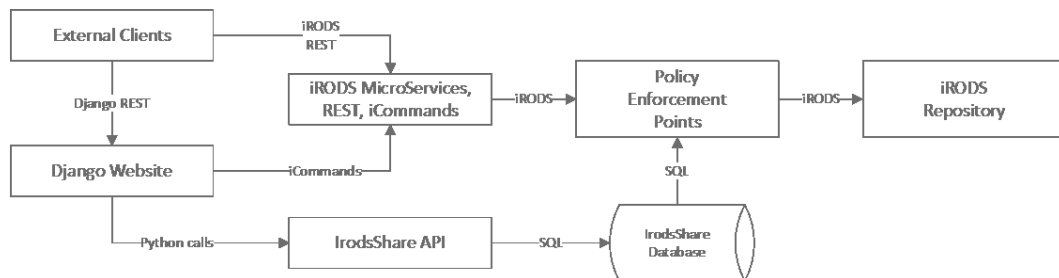 External Clients
iRODS
REST
Django REST
iRODS MicroServices,
REST, iCommands
iRODS
Policy
Enforcement
Points
iRODS
iRODS
Repository
Django Website
iCommands
SQL
Python calls
IrodsShare API
SQL
IrodsShare
Database